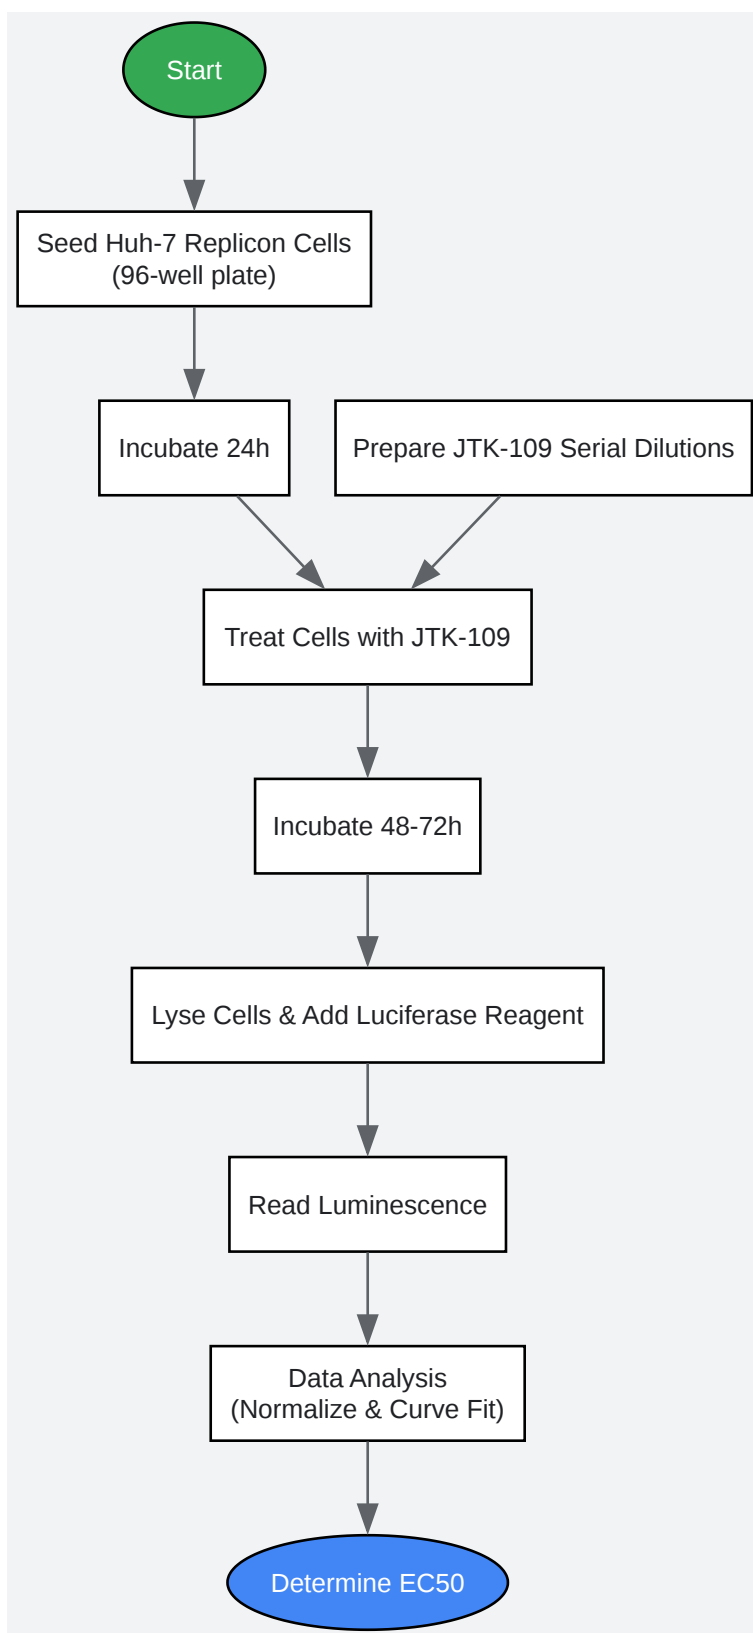 Start
Seed Huh-7 Replicon Cells
(96-well plate)
Incubate 24h
Prepare JTK-109 Serial Dilutions
Treat Cells with JTK-109
Incubate 48-72h
Lyse Cells & Add Luciferase Reagent
Read Luminescence
Data Analysis
(Normalize & Curve Fit)
Determine EC50